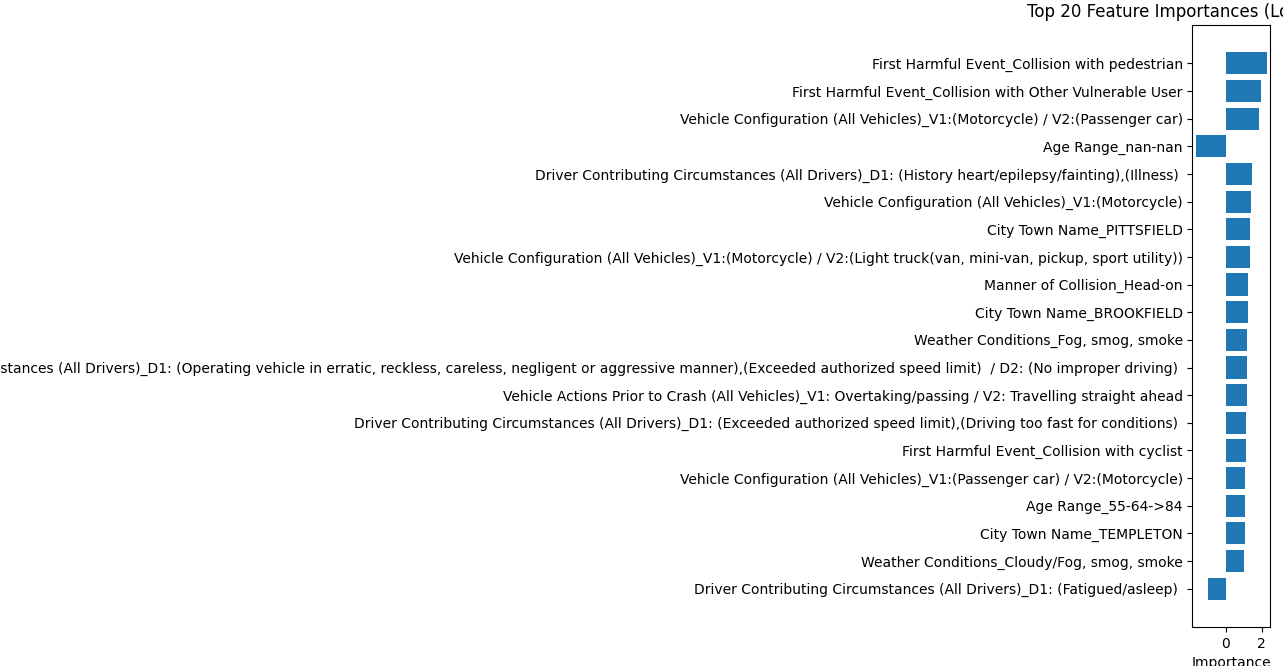 Top 20 Feature Importances (Lo
First Harmful Event_Collision with pedestrian
First Harmful Event_Collision with Other Vulnerable User
Vehicle Configuration (All Vehicles)_V1:(Motorcycle) / V2:(Passenger car)
Age Range_nan-nan
Driver Contributing Circumstances (All Drivers)_D1: (History heart/epilepsy/fainting),(Illness)
Vehicle Configuration (All Vehicles)_V1:(Motorcycle)
City Town Name_PITTSFIELD
Vehicle Configuration (All Vehicles)_V1:(Motorcycle) / V2:(Light truck(van, mini-van, pickup, sport utility))
Manner of Collision_Head-on
City Town Name_BROOKFIELD
Weather Conditions_Fog, smog, smoke
stances (All Drivers)_D1: (Operating vehicle in erratic, reckless, careless, negligent or aggressive manner),(Exceeded authorized speed limit)  / D2: (No improper driving)
Vehicle Actions Prior to Crash (All Vehicles)_V1: Overtaking/passing / V2: Travelling straight ahead
Driver Contributing Circumstances (All Drivers)_D1: (Exceeded authorized speed limit),(Driving too fast for conditions)
First Harmful Event_Collision with cyclist
Vehicle Configuration (All Vehicles)_V1:(Passenger car) / V2:(Motorcycle)
Age Range_55-64->84
City Town Name_TEMPLETON
Weather Conditions_Cloudy/Fog, smog, smoke
Driver Contributing Circumstances (All Drivers)_D1: (Fatigued/asleep)
0 2
Importance